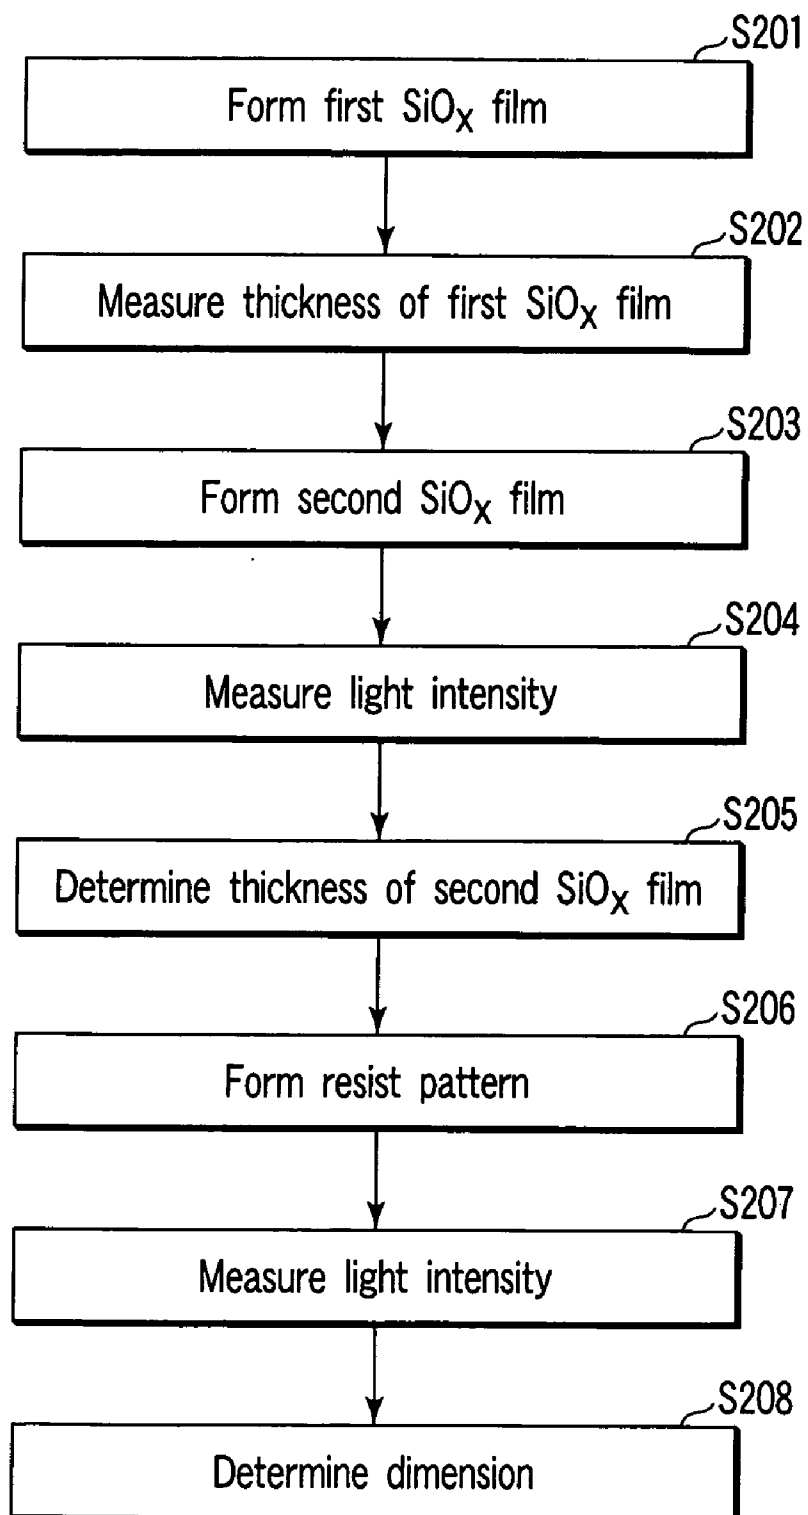 S201
Form first SiOX film
S202
Measure thickness of first SiOX film
S203
Form second SiOX film
S204
Measure light intensity
S205
Determine thickness of second SiOX film
S206
Form resist pattern
S207
Measure light intensity
S208
Determine dimension